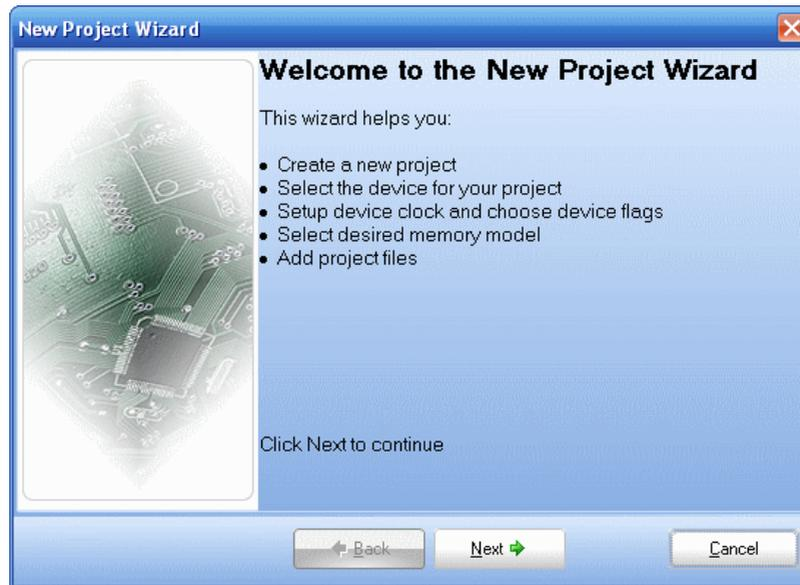 New Project Wizard
Welcome to the New Project Wizard
This wizard helps you:
• Create a new project
• Select the device for your project
• Setup device clock and choose device flags
• Select desired memory model
• Add project files
Click Next to continue
Back
Next
Cancel